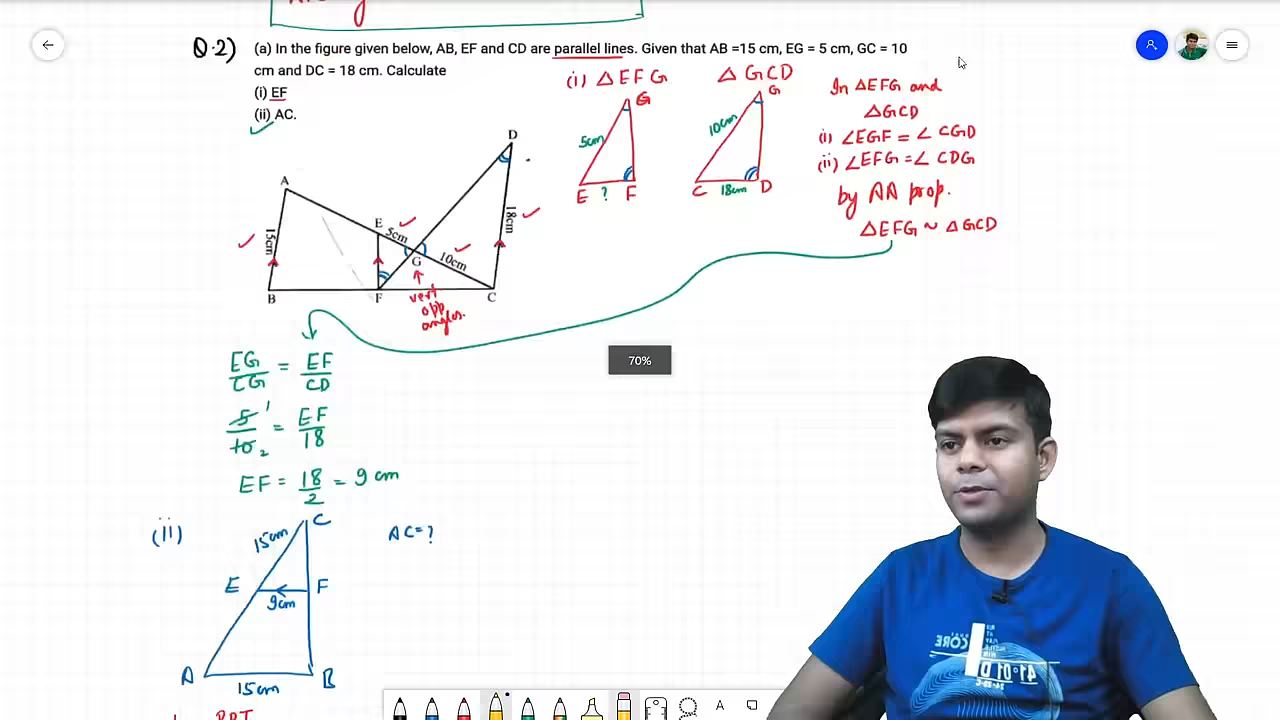 Q.2)
(a) In the figure given below, AB, EF and CD are parallel lines. Given that AB =15 cm, EG = 5 cm, GC = 10
cm and DC = 18 cm. Calculate
(i) EF
(ii) AC.
(i) △EFG
△GCD
G
5cm
E ? F
G
10cm
C 18cm D
In △EFG and
△GCD
(i) ∠EGF = ∠CGD
(ii) ∠EFG = ∠CDG
by AA prop.
△EFG ~ △GCD
D
A
E
5cm
15cm
18cm
G
10cm
B
F
C
vert
opp
angles.
70%
EG/CG = EF/CD
5/10 1/2 = EF/18
EF = 18/2 = 9 cm
(ii)
C
15cm
AC=?
E
F
9cm
A
B
15cm
BPT
A